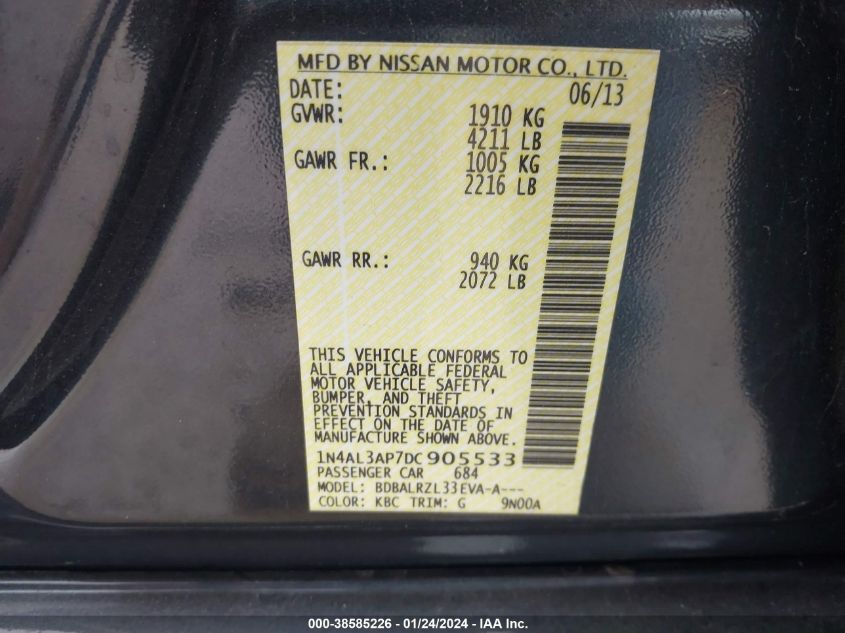 MFD BY NISSAN MOTOR CO., LTD.
DATE: 06/13
GVWR: 1910 KG
4211 LB
GAWR FR.: 1005 KG
2216 LB
GAWR RR.: 940 KG
2072 LB
THIS VEHICLE CONFORMS TO
ALL APPLICABLE FEDERAL
MOTOR VEHICLE SAFETY,
BUMPER, AND THEFT
PREVENTION STANDARDS IN
EFFECT ON THE DATE OF
MANUFACTURE SHOWN ABOVE.
1N4AL3AP7DC905533
PASSENGER CAR 684
MODEL: BDBALRZL33EVA-A---
COLOR: KBC TRIM: G 9N00A
000-38585226 - 01/24/2024 - IAA Inc.